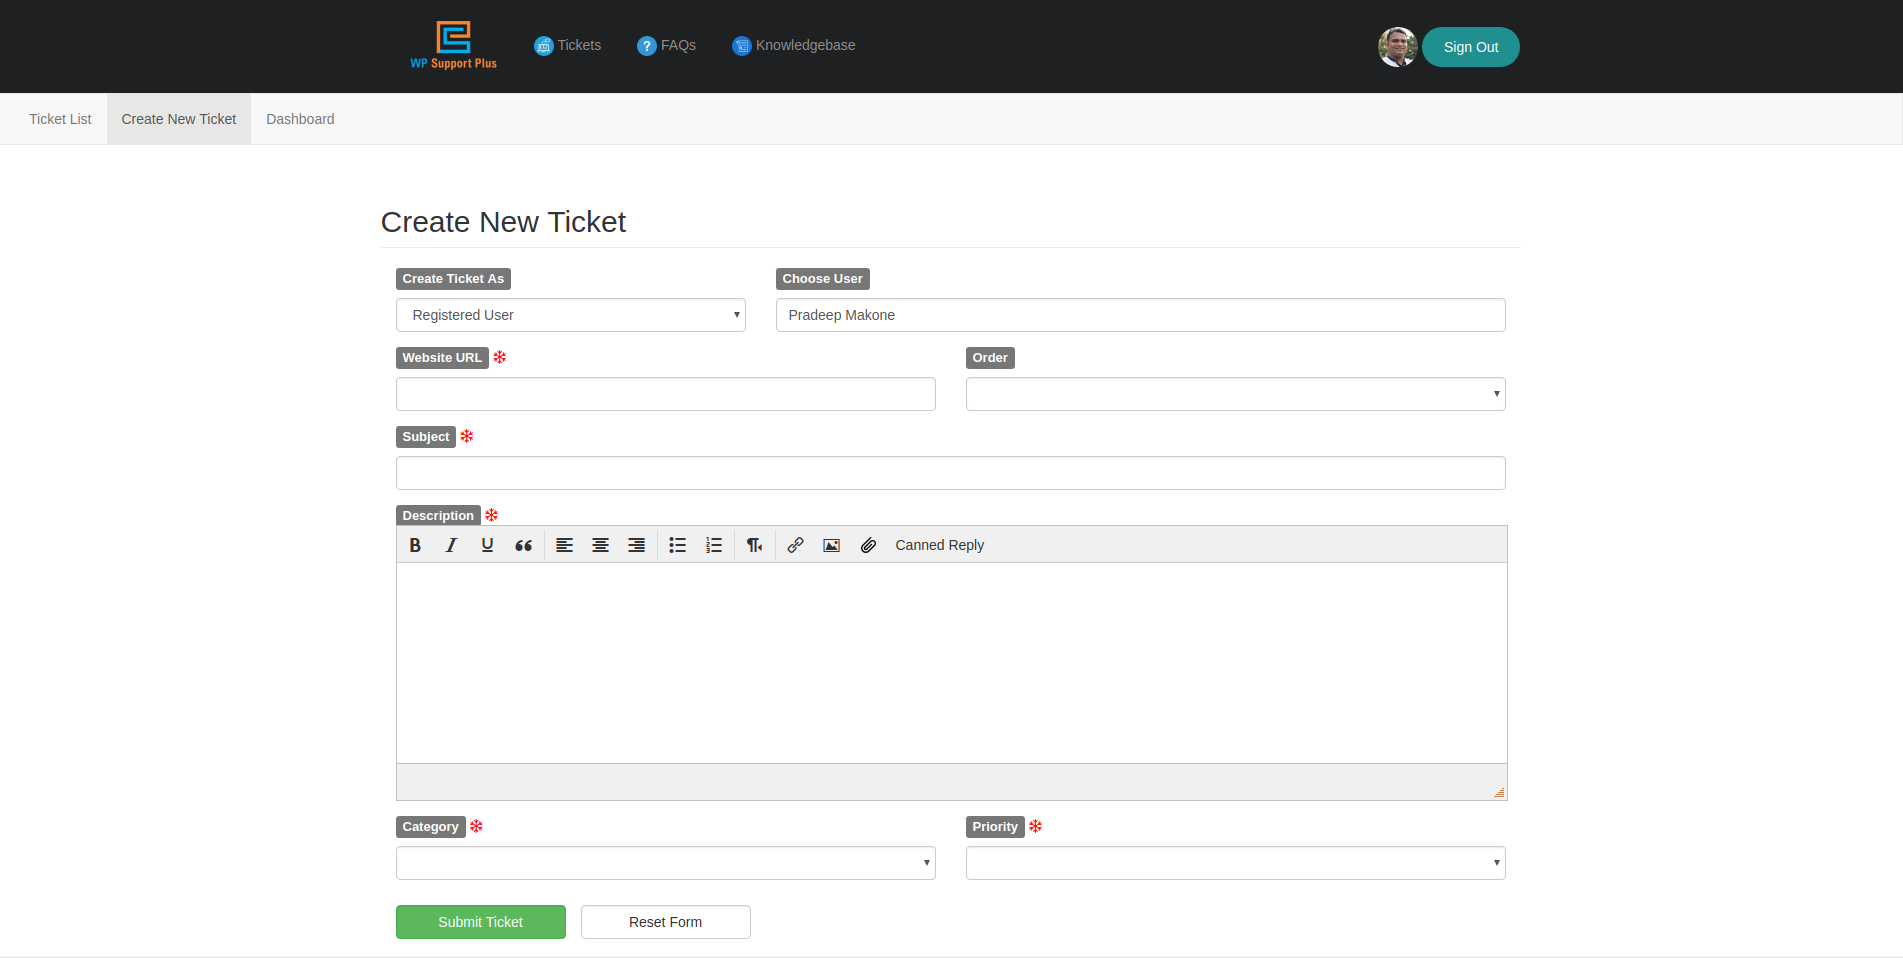 WP Support Plus
Tickets
FAQs
Knowledgebase
Sign Out
Ticket List
Create New Ticket
Dashboard
Create New Ticket
Create Ticket As
Choose User
Registered User
Pradeep Makone
Website URL
Order
Subject
Description
Canned Reply
Category
Priority
Submit Ticket
Reset Form